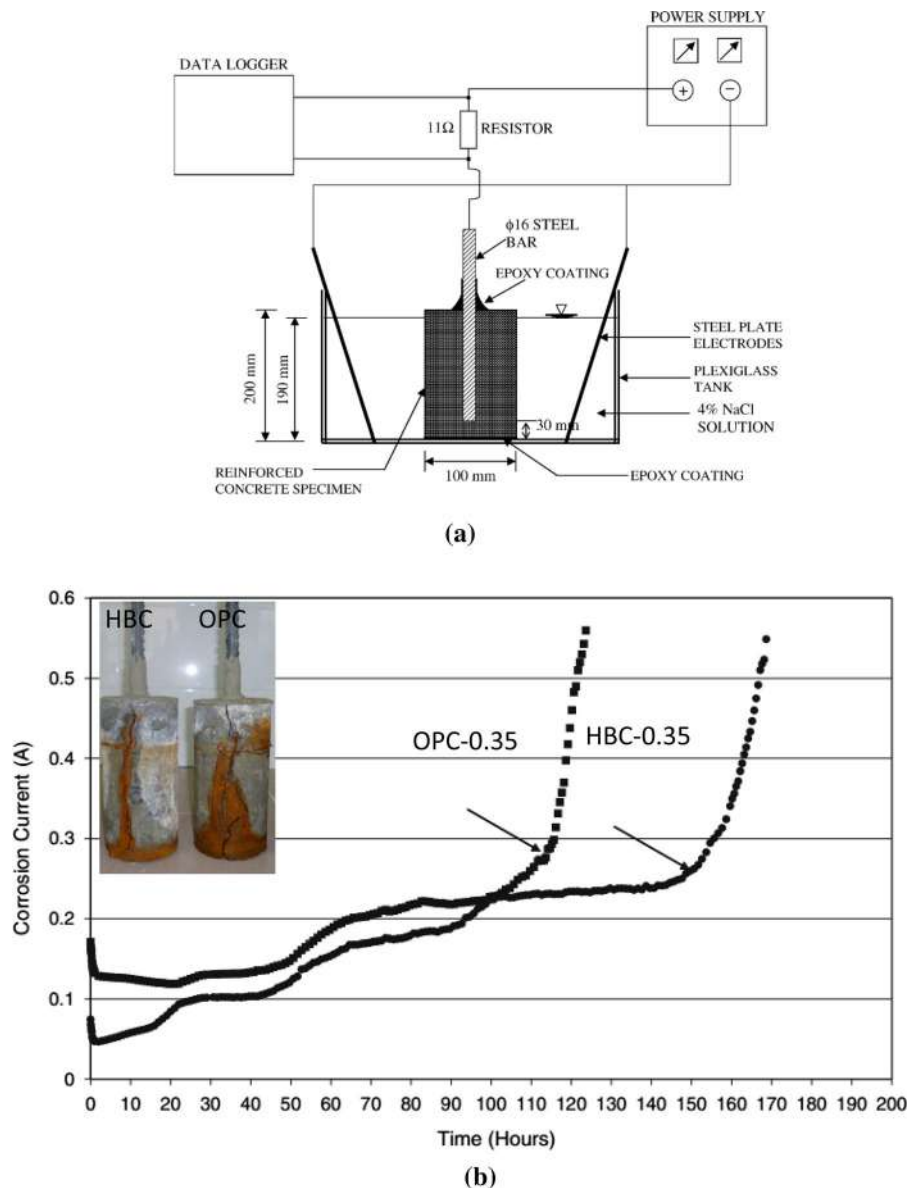 POWER SUPPLY
DATA LOGGER
+
−
11Ω
RESISTOR
ϕ16 STEEL
BAR
EPOXY COATING
STEEL PLATE
ELECTRODES
PLEXIGLASS
TANK
4% NaCl
SOLUTION
200 mm
190 mm
30 mm
REINFORCED
CONCRETE SPECIMEN
100 mm
EPOXY COATING
(a)
HBC OPC
OPC-0.35
HBC-0.35
Corrosion Current (A)
0.6
0.5
0.4
0.3
0.2
0.1
0
0 10 20 30 40 50 60 70 80 90 100 110 120 130 140 150 160 170 180 190 200
Time (Hours)
(b)